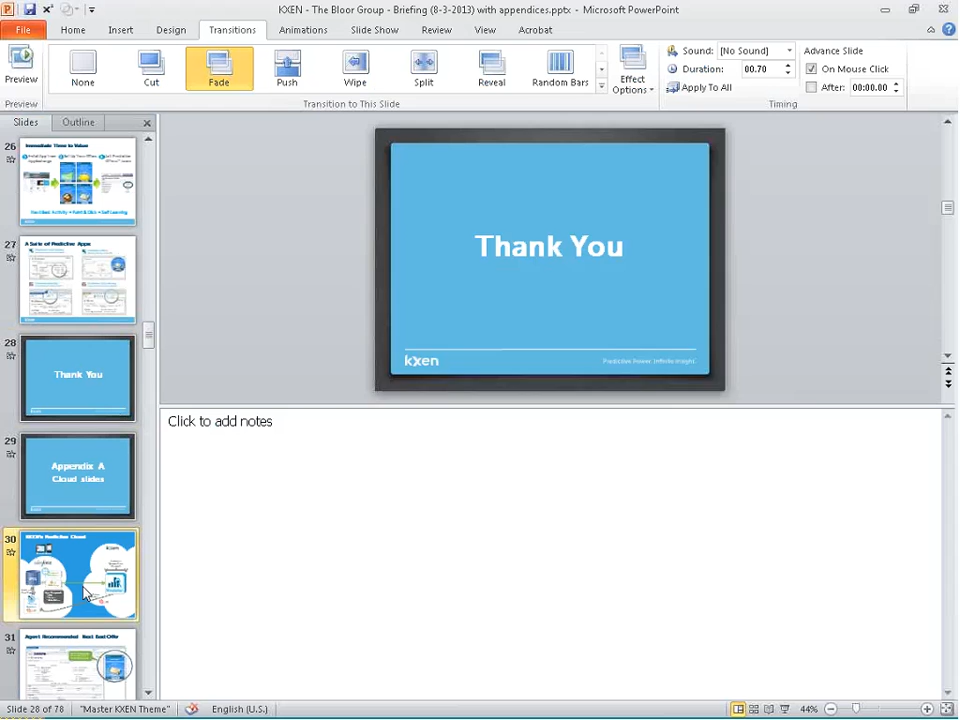 KXEN - The Bloor Group - Briefing (8-3-2013) with appendices.pptx - Microsoft PowerPoint
File Home Insert Design Transitions Animations Slide Show Review View Acrobat
Preview
None Cut Fade Push Wipe Split Reveal Random Bars
Effect Options
Sound: [No Sound]
Duration: 00.70
Apply To All
Advance Slide
On Mouse Click
After: 00:00.00
Preview Transition to This Slide Timing
Slides Outline
26
Immediate Time to Value
27
A Suite of Predictive Apps
28
Thank You
29
Appendix A
Cloud slides
30
KXEN's Predictive Cloud
31
Agent Recommended Next Best Offer
Thank You
kxen
Predictive Power. Infinite Insight.
Click to add notes
Slide 28 of 78 "Master KXEN Theme" English (U.S.) 44%